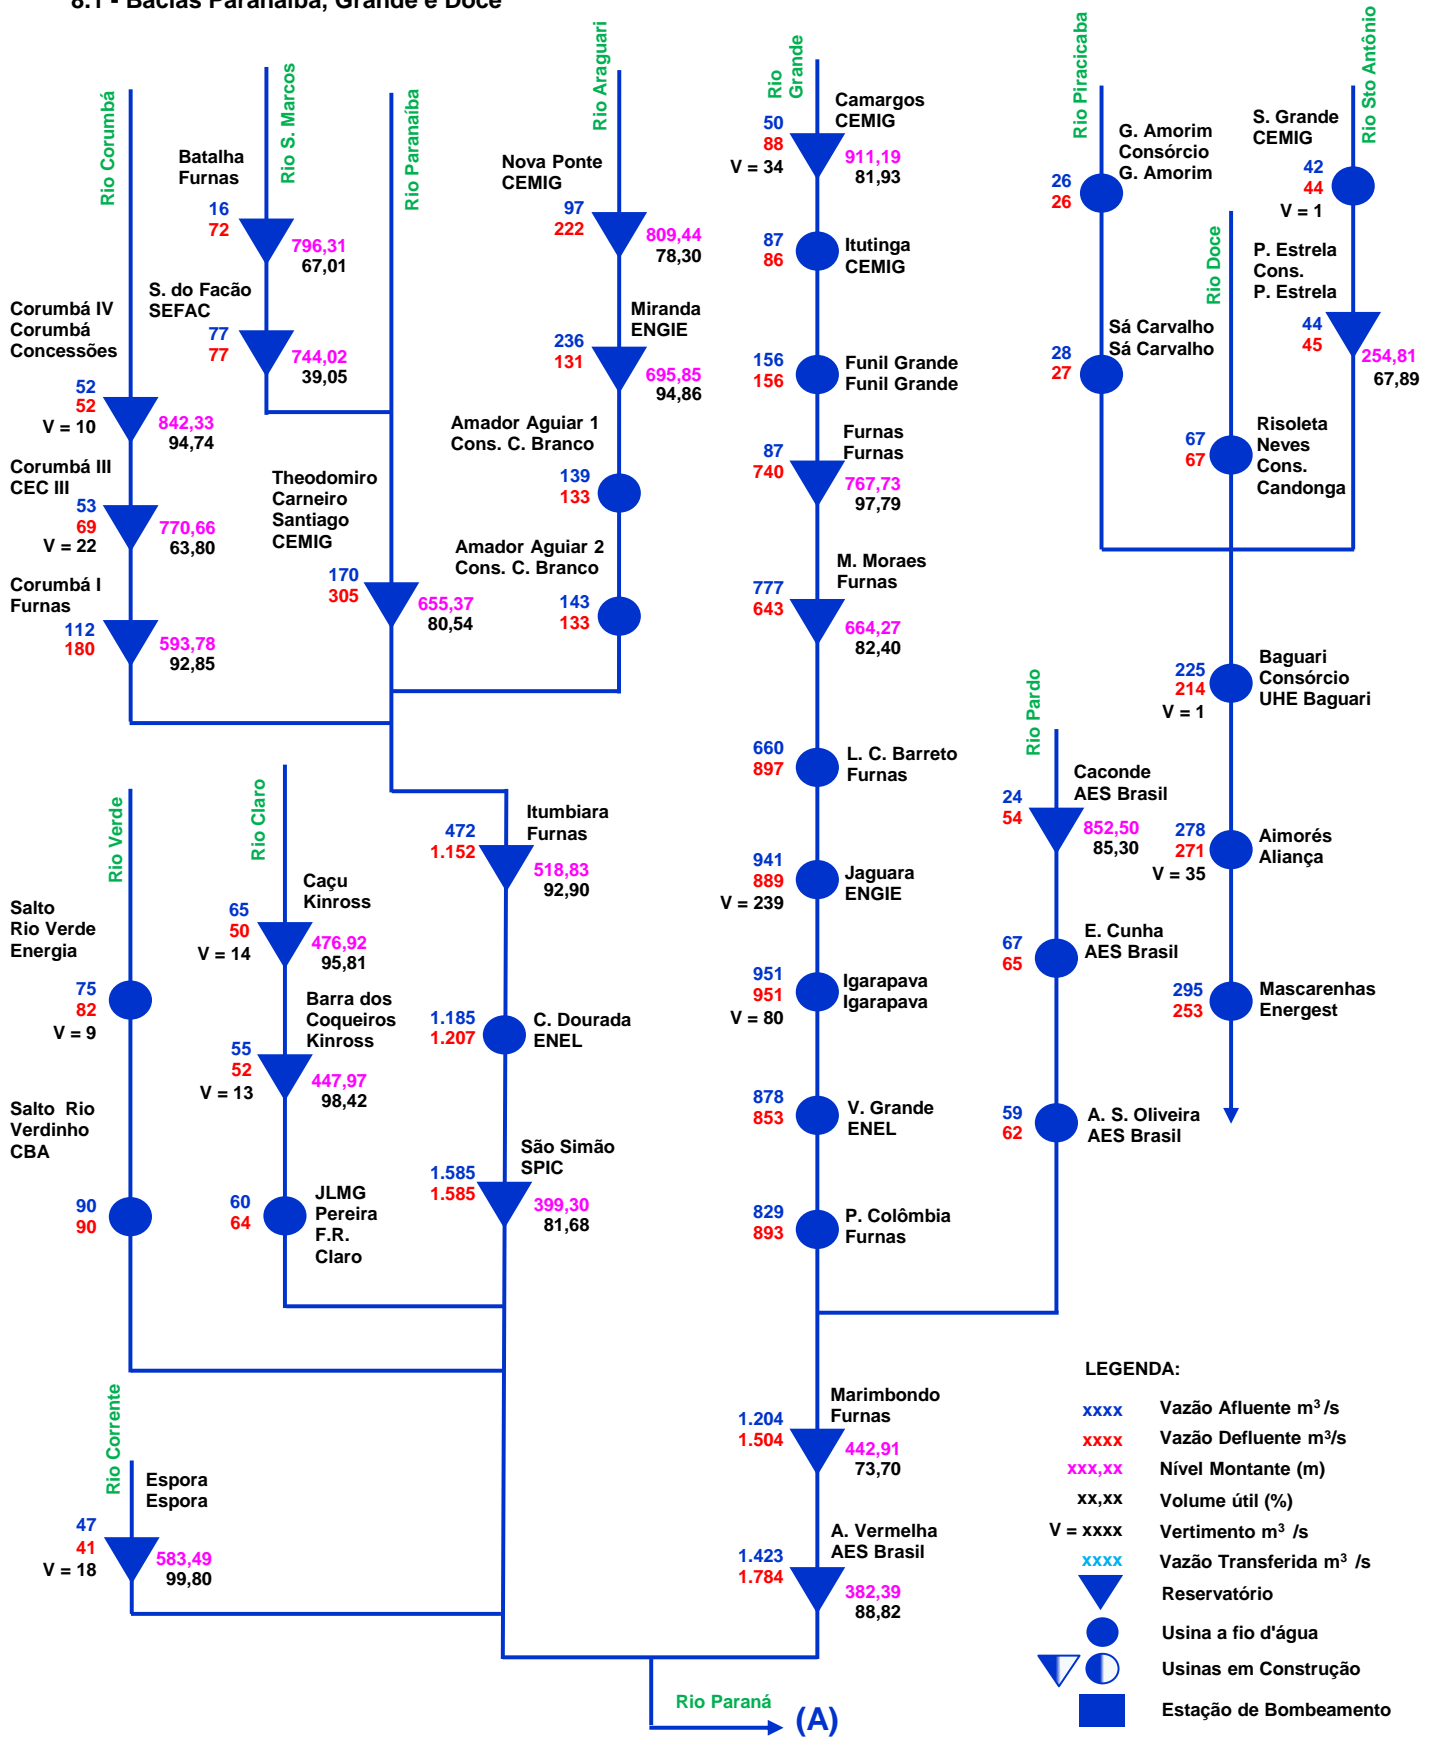 8.1 - Bacias Paranaíba, Grande e Doce
Rio Corumbá
Corumbá IV
Corumbá
Concessões
52
52
V = 10
842,33
94,74
Corumbá III
CEC III
53
69
V = 22
770,66
63,80
Corumbá I
Furnas
112
180
593,78
92,85
Rio S. Marcos
Batalha
Furnas
16
72
796,31
67,01
S. do Facão
SEFAC
77
77
744,02
39,05
Rio Paranaíba
Theodomiro
Carneiro
Santiago
CEMIG
170
305
655,37
80,54
Rio Araguari
Nova Ponte
CEMIG
97
222
809,44
78,30
Miranda
ENGIE
236
131
695,85
94,86
Amador Aguiar 1
Cons. C. Branco
139
133
Amador Aguiar 2
Cons. C. Branco
143
133
Rio Verde
Salto
Rio Verde
Energia
75
82
V = 9
Salto Rio
Verdinho
CBA
90
90
Rio Claro
Caçu
Kinross
65
50
V = 14
476,92
95,81
Barra dos
Coqueiros
Kinross
55
52
V = 13
447,97
98,42
JLMG
Pereira
F.R.
Claro
60
64
Itumbiara
Furnas
472
1.152
518,83
92,90
C. Dourada
ENEL
1.185
1.207
São Simão
SPIC
1.585
1.585
399,30
81,68
Rio Corrente
Espora
Espora
47
41
V = 18
583,49
99,80
Rio
Grande
Camargos
CEMIG
50
88
V = 34
911,19
81,93
87
86
Itutinga
CEMIG
156
156
Funil Grande
Funil Grande
Furnas
Furnas
87
740
767,73
97,79
M. Moraes
Furnas
777
643
664,27
82,40
660
897
L. C. Barreto
Furnas
941
889
V = 239
Jaguara
ENGIE
951
951
V = 80
Igarapava
Igarapava
878
853
V. Grande
ENEL
829
893
P. Colômbia
Furnas
Rio Pardo
Caconde
AES Brasil
24
54
852,50
85,30
E. Cunha
AES Brasil
67
65
A. S. Oliveira
AES Brasil
59
62
Marimbondo
Furnas
1.204
1.504
442,91
73,70
A. Vermelha
AES Brasil
1.423
1.784
382,39
88,82
Rio Paraná
(A)
Rio Piracicaba
G. Amorim
Consórcio
G. Amorim
26
26
Sá Carvalho
Sá Carvalho
28
27
Rio Doce
Risoleta
Neves
Cons.
Candonga
67
67
Rio Sto Antônio
S. Grande
CEMIG
42
44
V = 1
P. Estrela
Cons.
P. Estrela
44
45
254,81
67,89
Baguari
Consórcio
UHE Baguari
225
214
V = 1
Aimorés
Aliança
278
271
V = 35
Mascarenhas
Energest
295
253
LEGENDA:
xxxx Vazão Afluente m³/s
xxxx Vazão Defluente m³/s
xxx,xx Nível Montante (m)
xx,xx Volume útil (%)
V = xxxx Vertimento m³ /s
xxxx Vazão Transferida m³ /s
Reservatório
Usina a fio d'água
Usinas em Construção
Estação de Bombeamento